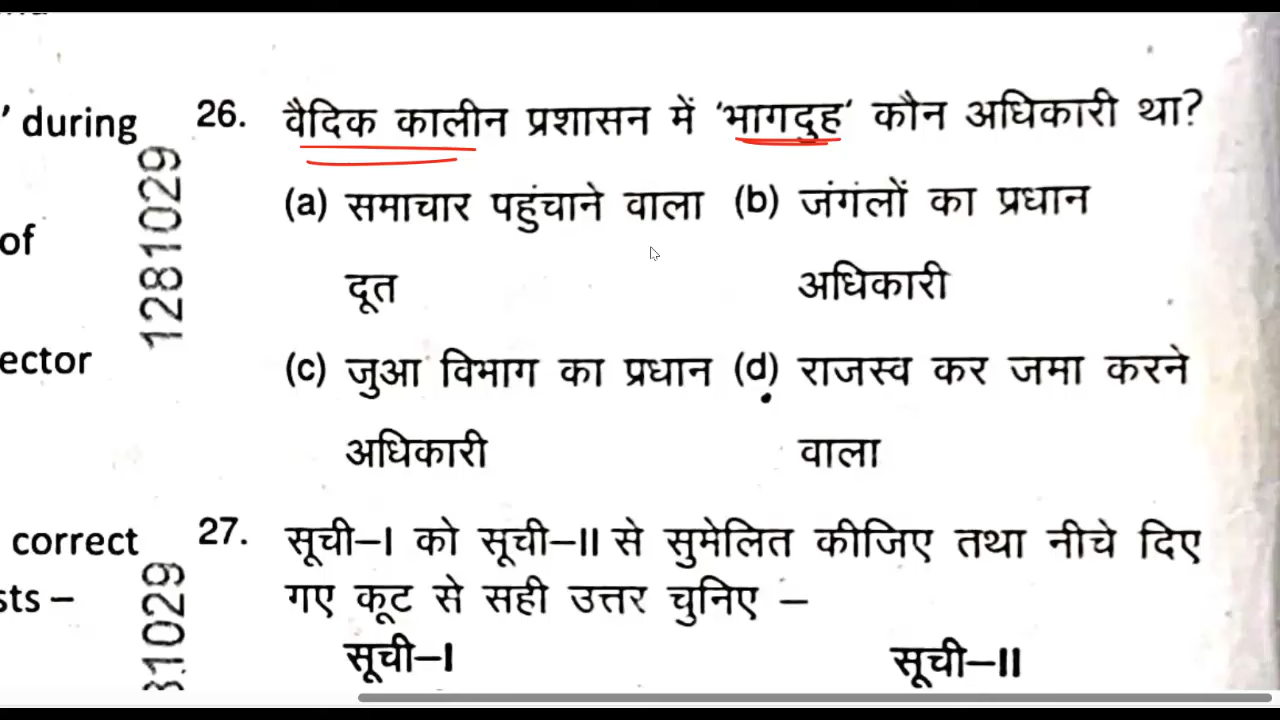 ' during
of
ector
correct
sts –
1281029
26. वैदिक कालीन प्रशासन में 'भागदुह' कौन अधिकारी था?
(a) समाचार पहुंचाने वाला (b) जंगंलों का प्रधान
दूत अधिकारी
(c) जुआ विभाग का प्रधान (d) राजस्व कर जमा करने
अधिकारी वाला
27. सूची–I को सूची–II से सुमेलित कीजिए तथा नीचे दिए
गए कूट से सही उत्तर चुनिए –
सूची–I सूची–II